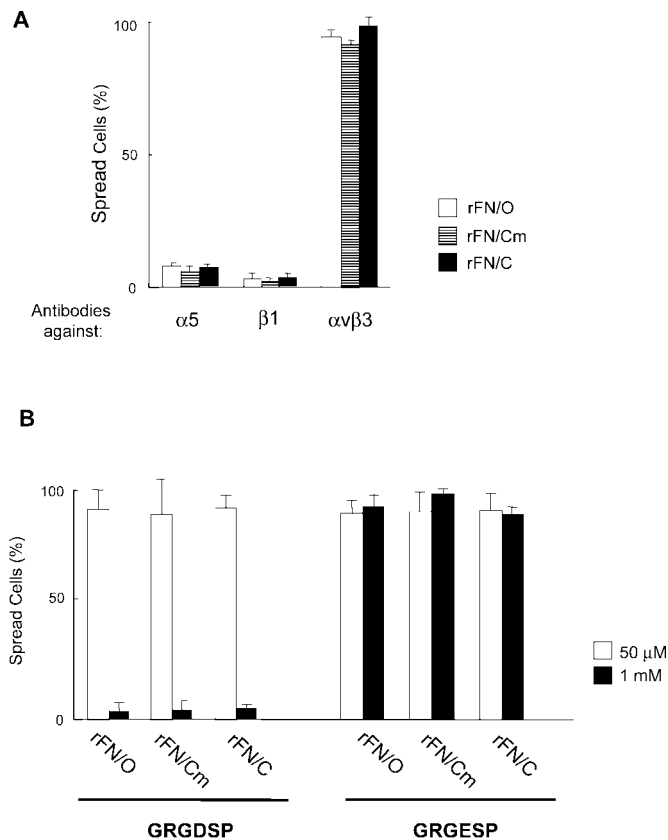 A
100
50
0
Spread Cells (%)
rFN/O
rFN/Cm
rFN/C
Antibodies
against:
α5
β1
αvβ3
B
100
50
0
Spread Cells (%)
50 μM
1 mM
rFN/O
rFN/Cm
rFN/C
rFN/O
rFN/Cm
rFN/C
GRGDSP
GRGESP